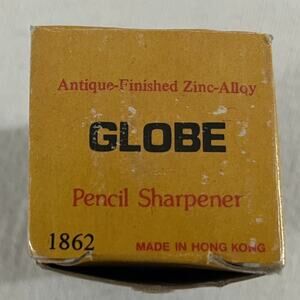 Antique-Finished Zinc-Alloy
GLOBE
Pencil Sharpener
1862
MADE IN HONG KONG